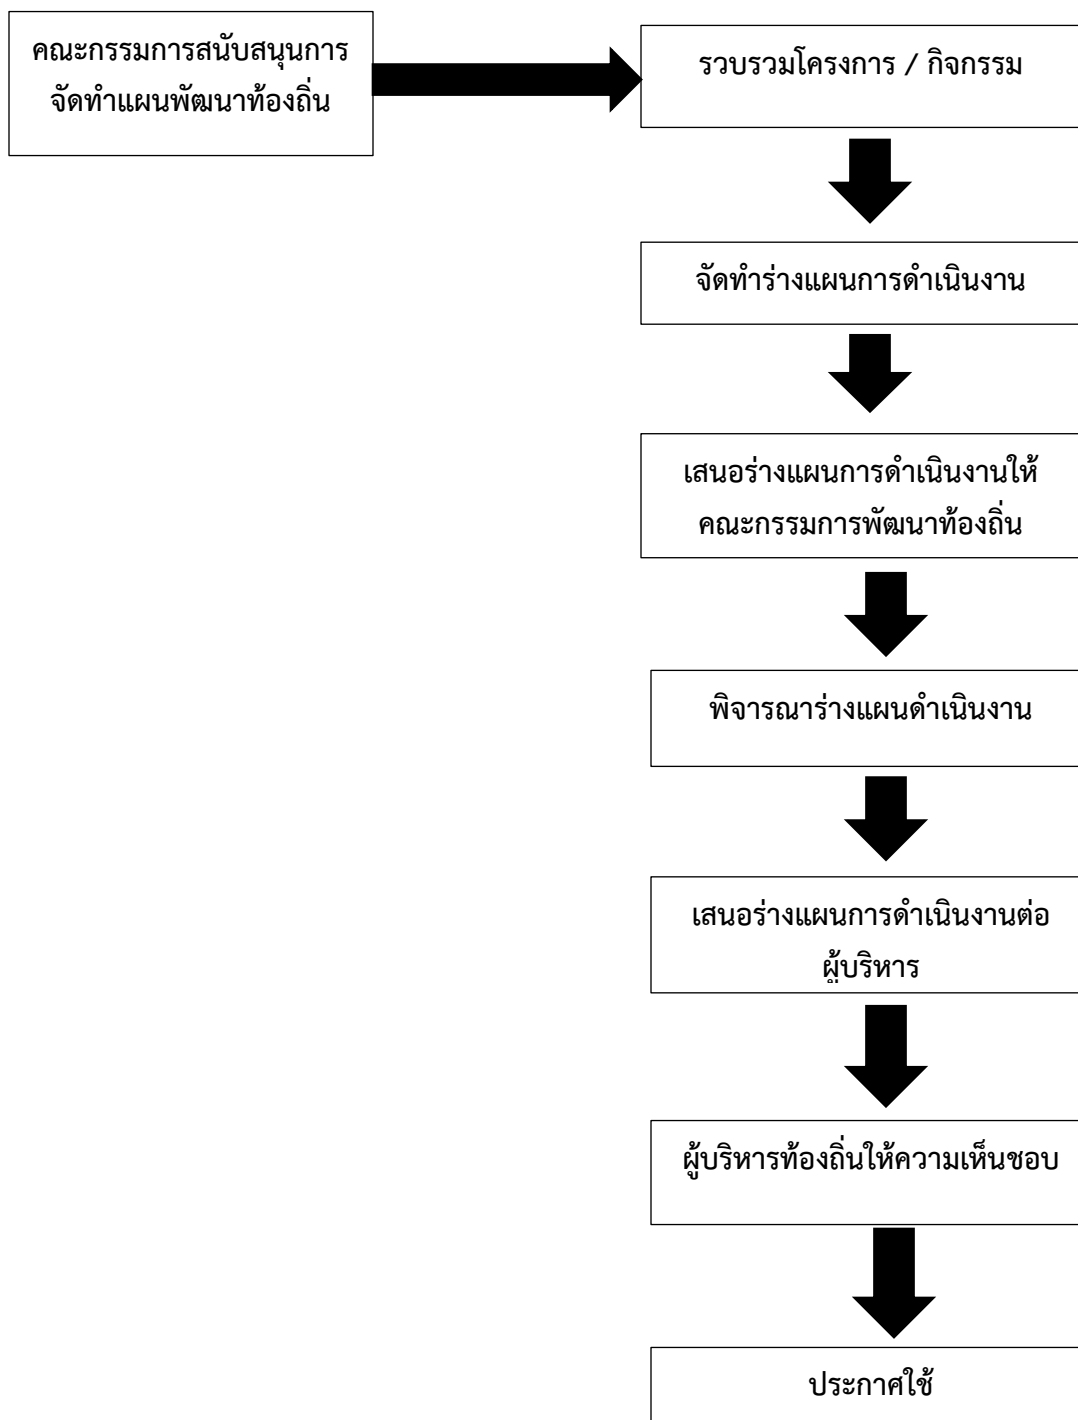 คณะกรรมการสนับสนุนการ
จัดทำแผนพัฒนาท้องถิ่น
รวบรวมโครงการ / กิจกรรม
จัดทำร่างแผนการดำเนินงาน
เสนอร่างแผนการดำเนินงานให้
คณะกรรมการพัฒนาท้องถิ่น
พิจารณาร่างแผนดำเนินงาน
เสนอร่างแผนการดำเนินงานต่อ
ผู้บริหาร
ผู้บริหารท้องถิ่นให้ความเห็นชอบ
ประกาศใช้